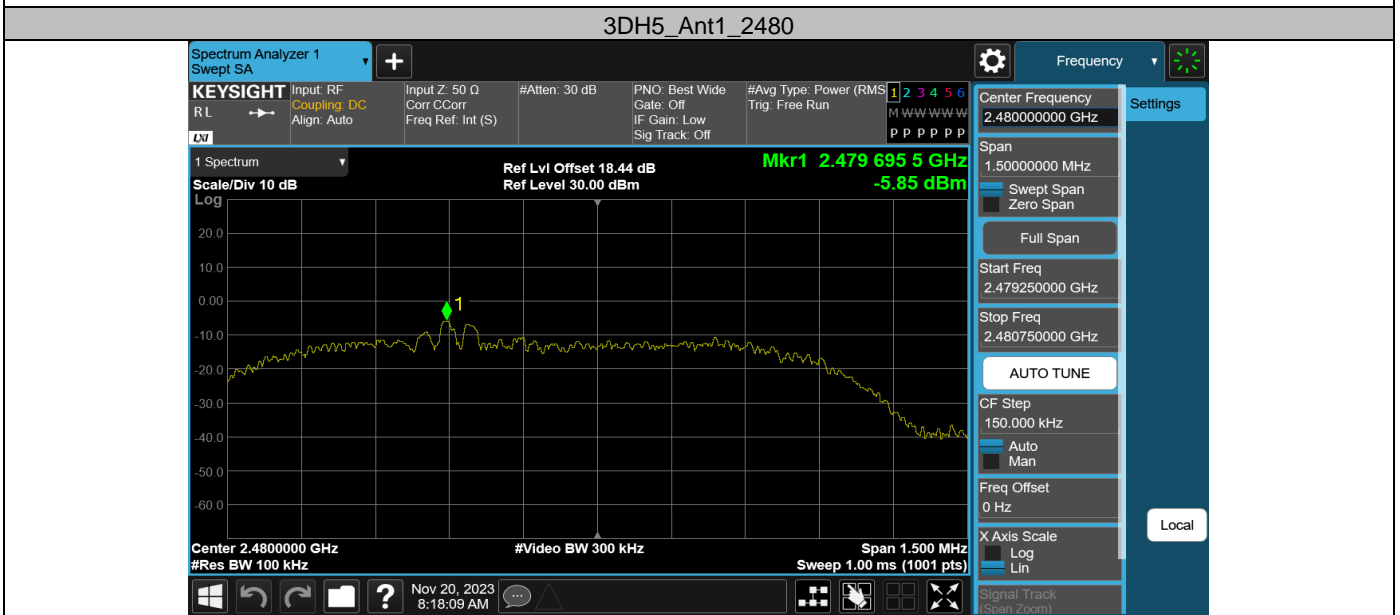 3DH5_Ant1_2480
Spectrum Analyzer 1
Swept SA
Frequency
KEYSIGHT
RL
LXI
Input: RF
Coupling: DC
Align: Auto
Input Z: 50 Ω
Corr CCorr
Freq Ref: Int (S)
#Atten: 30 dB
PNO: Best Wide
Gate: Off
IF Gain: Low
Sig Track: Off
#Avg Type: Power (RMS
Trig: Free Run
1 2 3 4 5 6
M W W W W W
P P P P P P
1 Spectrum
Scale/Div 10 dB
Ref Lvl Offset 18.44 dB
Ref Level 30.00 dBm
Mkr1 2.479 695 5 GHz
-5.85 dBm
Log
20.0
10.0
0.00
-10.0
-20.0
-30.0
-40.0
-50.0
-60.0
1
Center 2.4800000 GHz
#Res BW 100 kHz
#Video BW 300 kHz
Span 1.500 MHz
Sweep 1.00 ms (1001 pts)
Nov 20, 2023
8:18:09 AM
Center Frequency
2.480000000 GHz
Settings
Span
1.50000000 MHz
Swept Span
Zero Span
Full Span
Start Freq
2.479250000 GHz
Stop Freq
2.480750000 GHz
AUTO TUNE
CF Step
150.000 kHz
Auto
Man
Freq Offset
0 Hz
X Axis Scale
Log
Lin
Signal Track
(Span Zoom)
Local